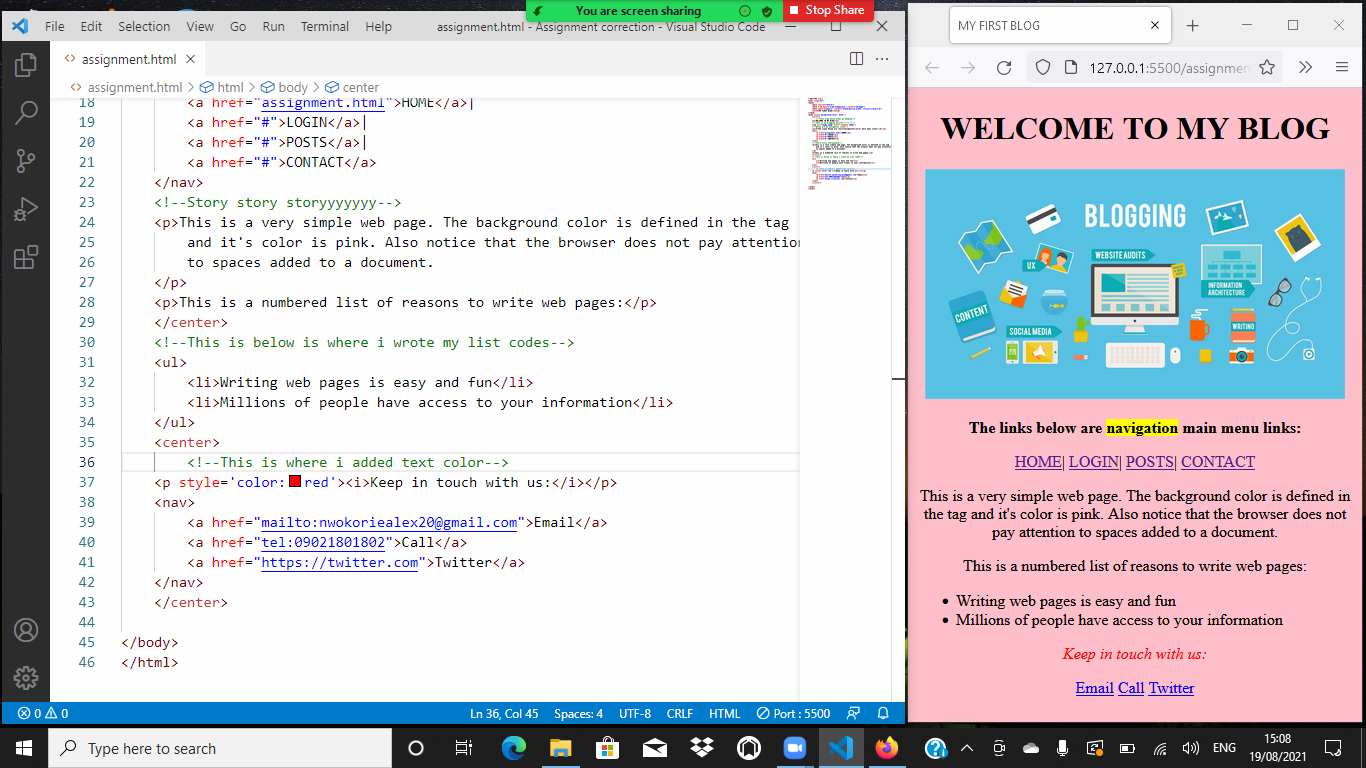 You are screen sharing
Stop Share
File Edit Selection View Go Run Terminal Help
assignment.html - Assignment correction - Visual Studio Code
assignment.html
assignment.html > html > body > center
18 <a href="assignment.html">HOME</a>|
19 <a href="#">LOGIN</a>|
20 <a href="#">POSTS</a>|
21 <a href="#">CONTACT</a>
22 </nav>
23 <!--Story story storyyyyyyy-->
24 <p>This is a very simple web page. The background color is defined in the tag
25 and it's color is pink. Also notice that the browser does not pay attention
26 to spaces added to a document.
27 </p>
28 <p>This is a numbered list of reasons to write web pages:</p>
29 </center>
30 <!--This is below is where i wrote my list codes-->
31 <ul>
32 <li>Writing web pages is easy and fun</li>
33 <li>Millions of people have access to your information</li>
34 </ul>
35 <center>
36 <!--This is where i added text color-->
37 <p style='color:red'><i>Keep in touch with us:</i></p>
38 <nav>
39 <a href="mailto:nwokoriealex20@gmail.com">Email</a>
40 <a href="tel:09021801802">Call</a>
41 <a href="https://twitter.com">Twitter</a>
42 </nav>
43 </center>
44
45 </body>
46 </html>
0 0
Ln 36, Col 45 Spaces: 4 UTF-8 CRLF HTML Port : 5500
MY FIRST BLOG
127.0.0.1:5500/assignmen
WELCOME TO MY BLOG
BLOGGING
WEBSITE AUDITS
UX
INFORMATION
ARCHITECTURE
CONTENT
SOCIAL MEDIA
WRITING
The links below are navigation main menu links:
HOME| LOGIN| POSTS| CONTACT
This is a very simple web page. The background color is defined in
the tag and it's color is pink. Also notice that the browser does not
pay attention to spaces added to a document.
This is a numbered list of reasons to write web pages:
• Writing web pages is easy and fun
• Millions of people have access to your information
Keep in touch with us:
Email Call Twitter
Type here to search
ENG
15:08
19/08/2021